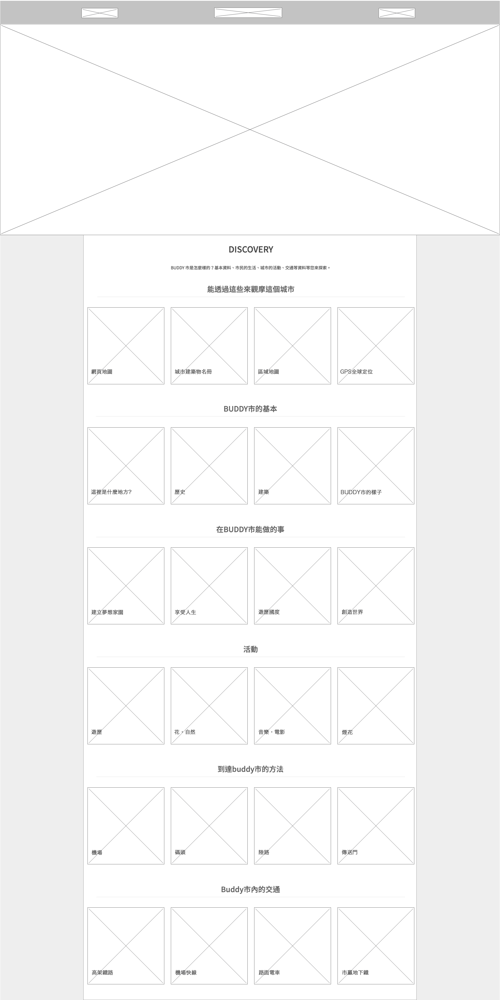 DISCOVERY
BUDDY 市是怎麼樣的？基本資料、市民的生活、城市的活動、交通等資料等您來探索。
能透過這些來觀摩這個城市
網頁地圖
城市建築物名冊
區域地圖
GPS全球定位
BUDDY市的基本
這裡是什麼地方?
歷史
建築
BUDDY市的樣子
在BUDDY市能做的事
建立夢想家園
享受人生
遊歷國度
創造世界
活動
遊歷
花・自然
音樂・電影
煙花
到達buddy市的方法
機場
碼頭
陸路
傳送門
Buddy市內的交通
高架鐵路
機場快線
路面電車
市贏地下鐵